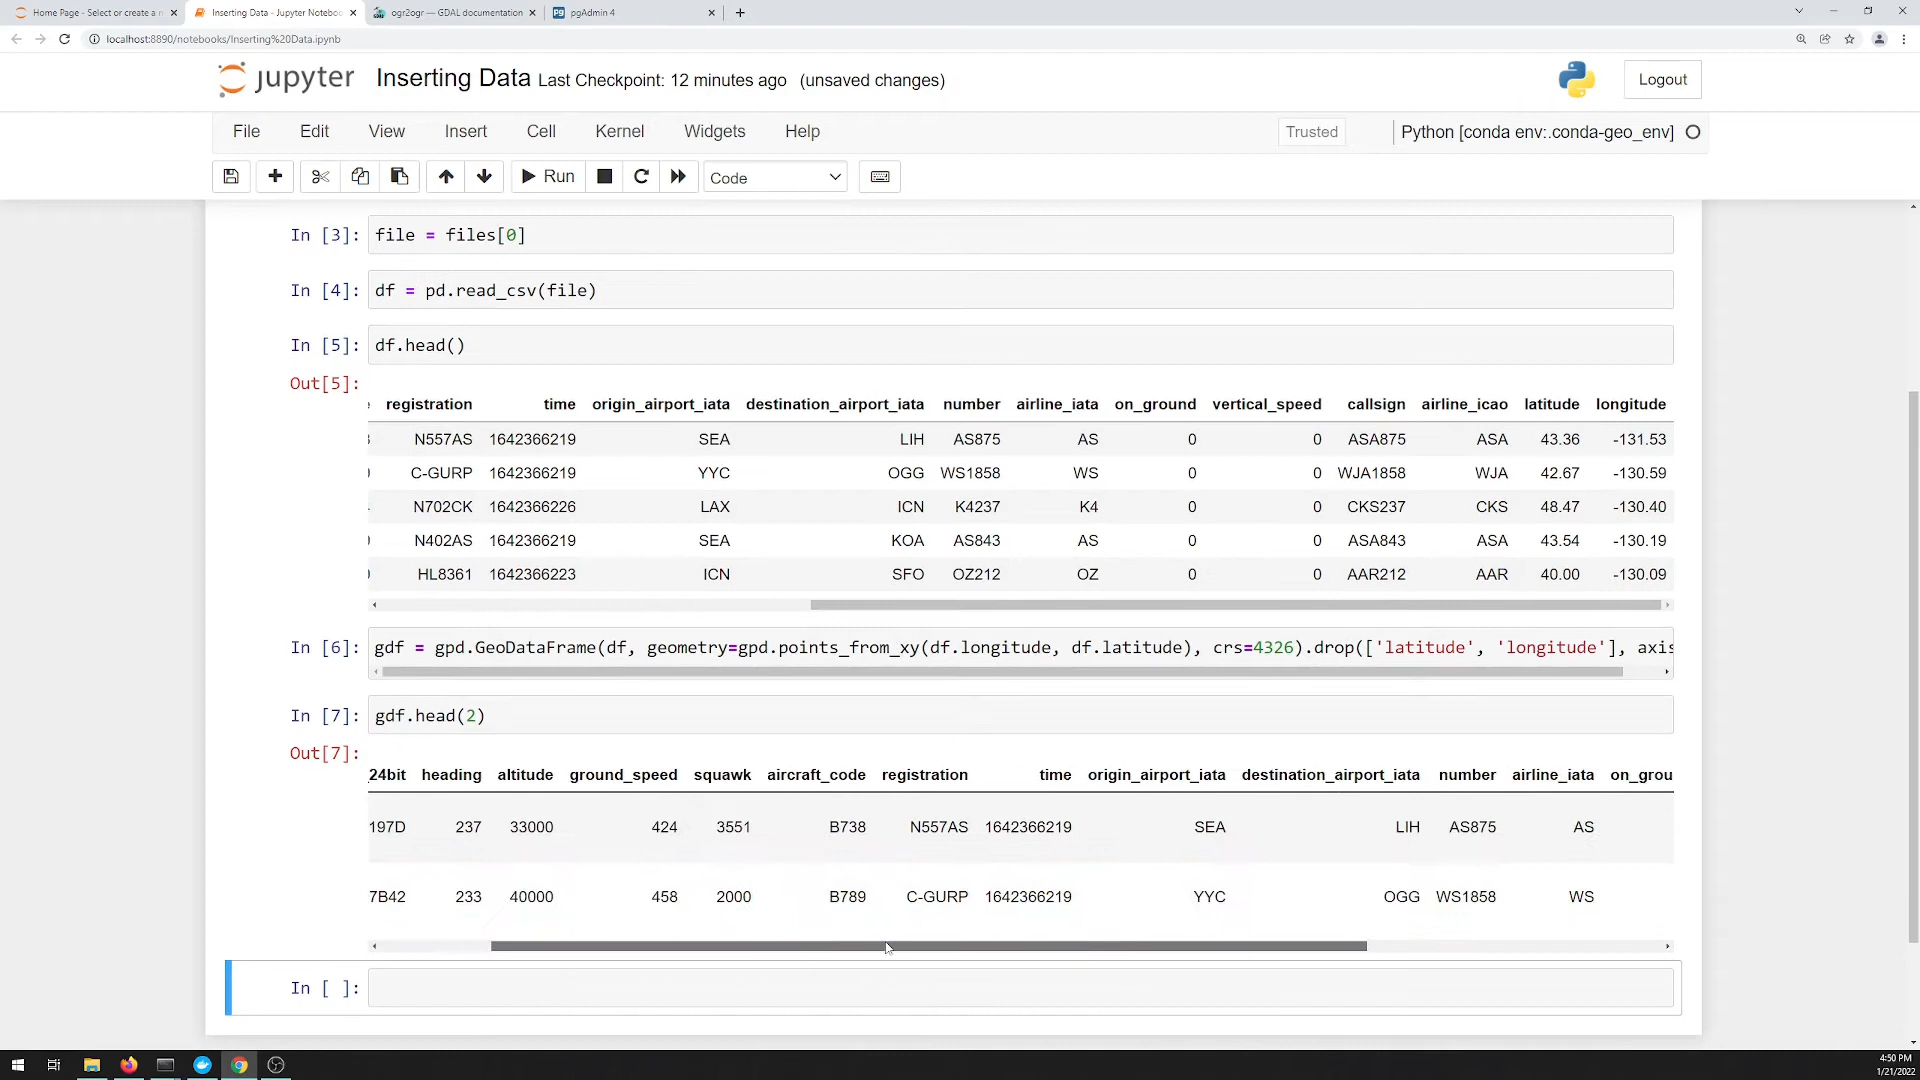 Home Page - Select or create a n
Inserting Data - Jupyter Noteboo
ogr2ogr — GDAL documentation
pgAdmin 4
localhost:8890/notebooks/Inserting%20Data.ipynb
jupyter Inserting Data Last Checkpoint: 12 minutes ago (unsaved changes)
Logout
File Edit View Insert Cell Kernel Widgets Help
Trusted
Python [conda env:.conda-geo_env]
Run
Code
In [3]: file = files[0]
In [4]: df = pd.read_csv(file)
In [5]: df.head()
Out[5]:
registration time origin_airport_iata destination_airport_iata number airline_iata on_ground vertical_speed callsign airline_icao latitude longitude
N557AS 1642366219 SEA LIH AS875 AS 0 0 ASA875 ASA 43.36 -131.53
C-GURP 1642366219 YYC OGG WS1858 WS 0 0 WJA1858 WJA 42.67 -130.59
N702CK 1642366226 LAX ICN K4237 K4 0 0 CKS237 CKS 48.47 -130.40
N402AS 1642366219 SEA KOA AS843 AS 0 0 ASA843 ASA 43.54 -130.19
HL8361 1642366223 ICN SFO OZ212 OZ 0 0 AAR212 AAR 40.00 -130.09
In [6]: gdf = gpd.GeoDataFrame(df, geometry=gpd.points_from_xy(df.longitude, df.latitude), crs=4326).drop(['latitude', 'longitude'], axis
In [7]: gdf.head(2)
Out[7]:
_24bit heading altitude ground_speed squawk aircraft_code registration time origin_airport_iata destination_airport_iata number airline_iata on_grou
197D 237 33000 424 3551 B738 N557AS 1642366219 SEA LIH AS875 AS
7B42 233 40000 458 2000 B789 C-GURP 1642366219 YYC OGG WS1858 WS
In [ ]:
4:50 PM
1/21/2022